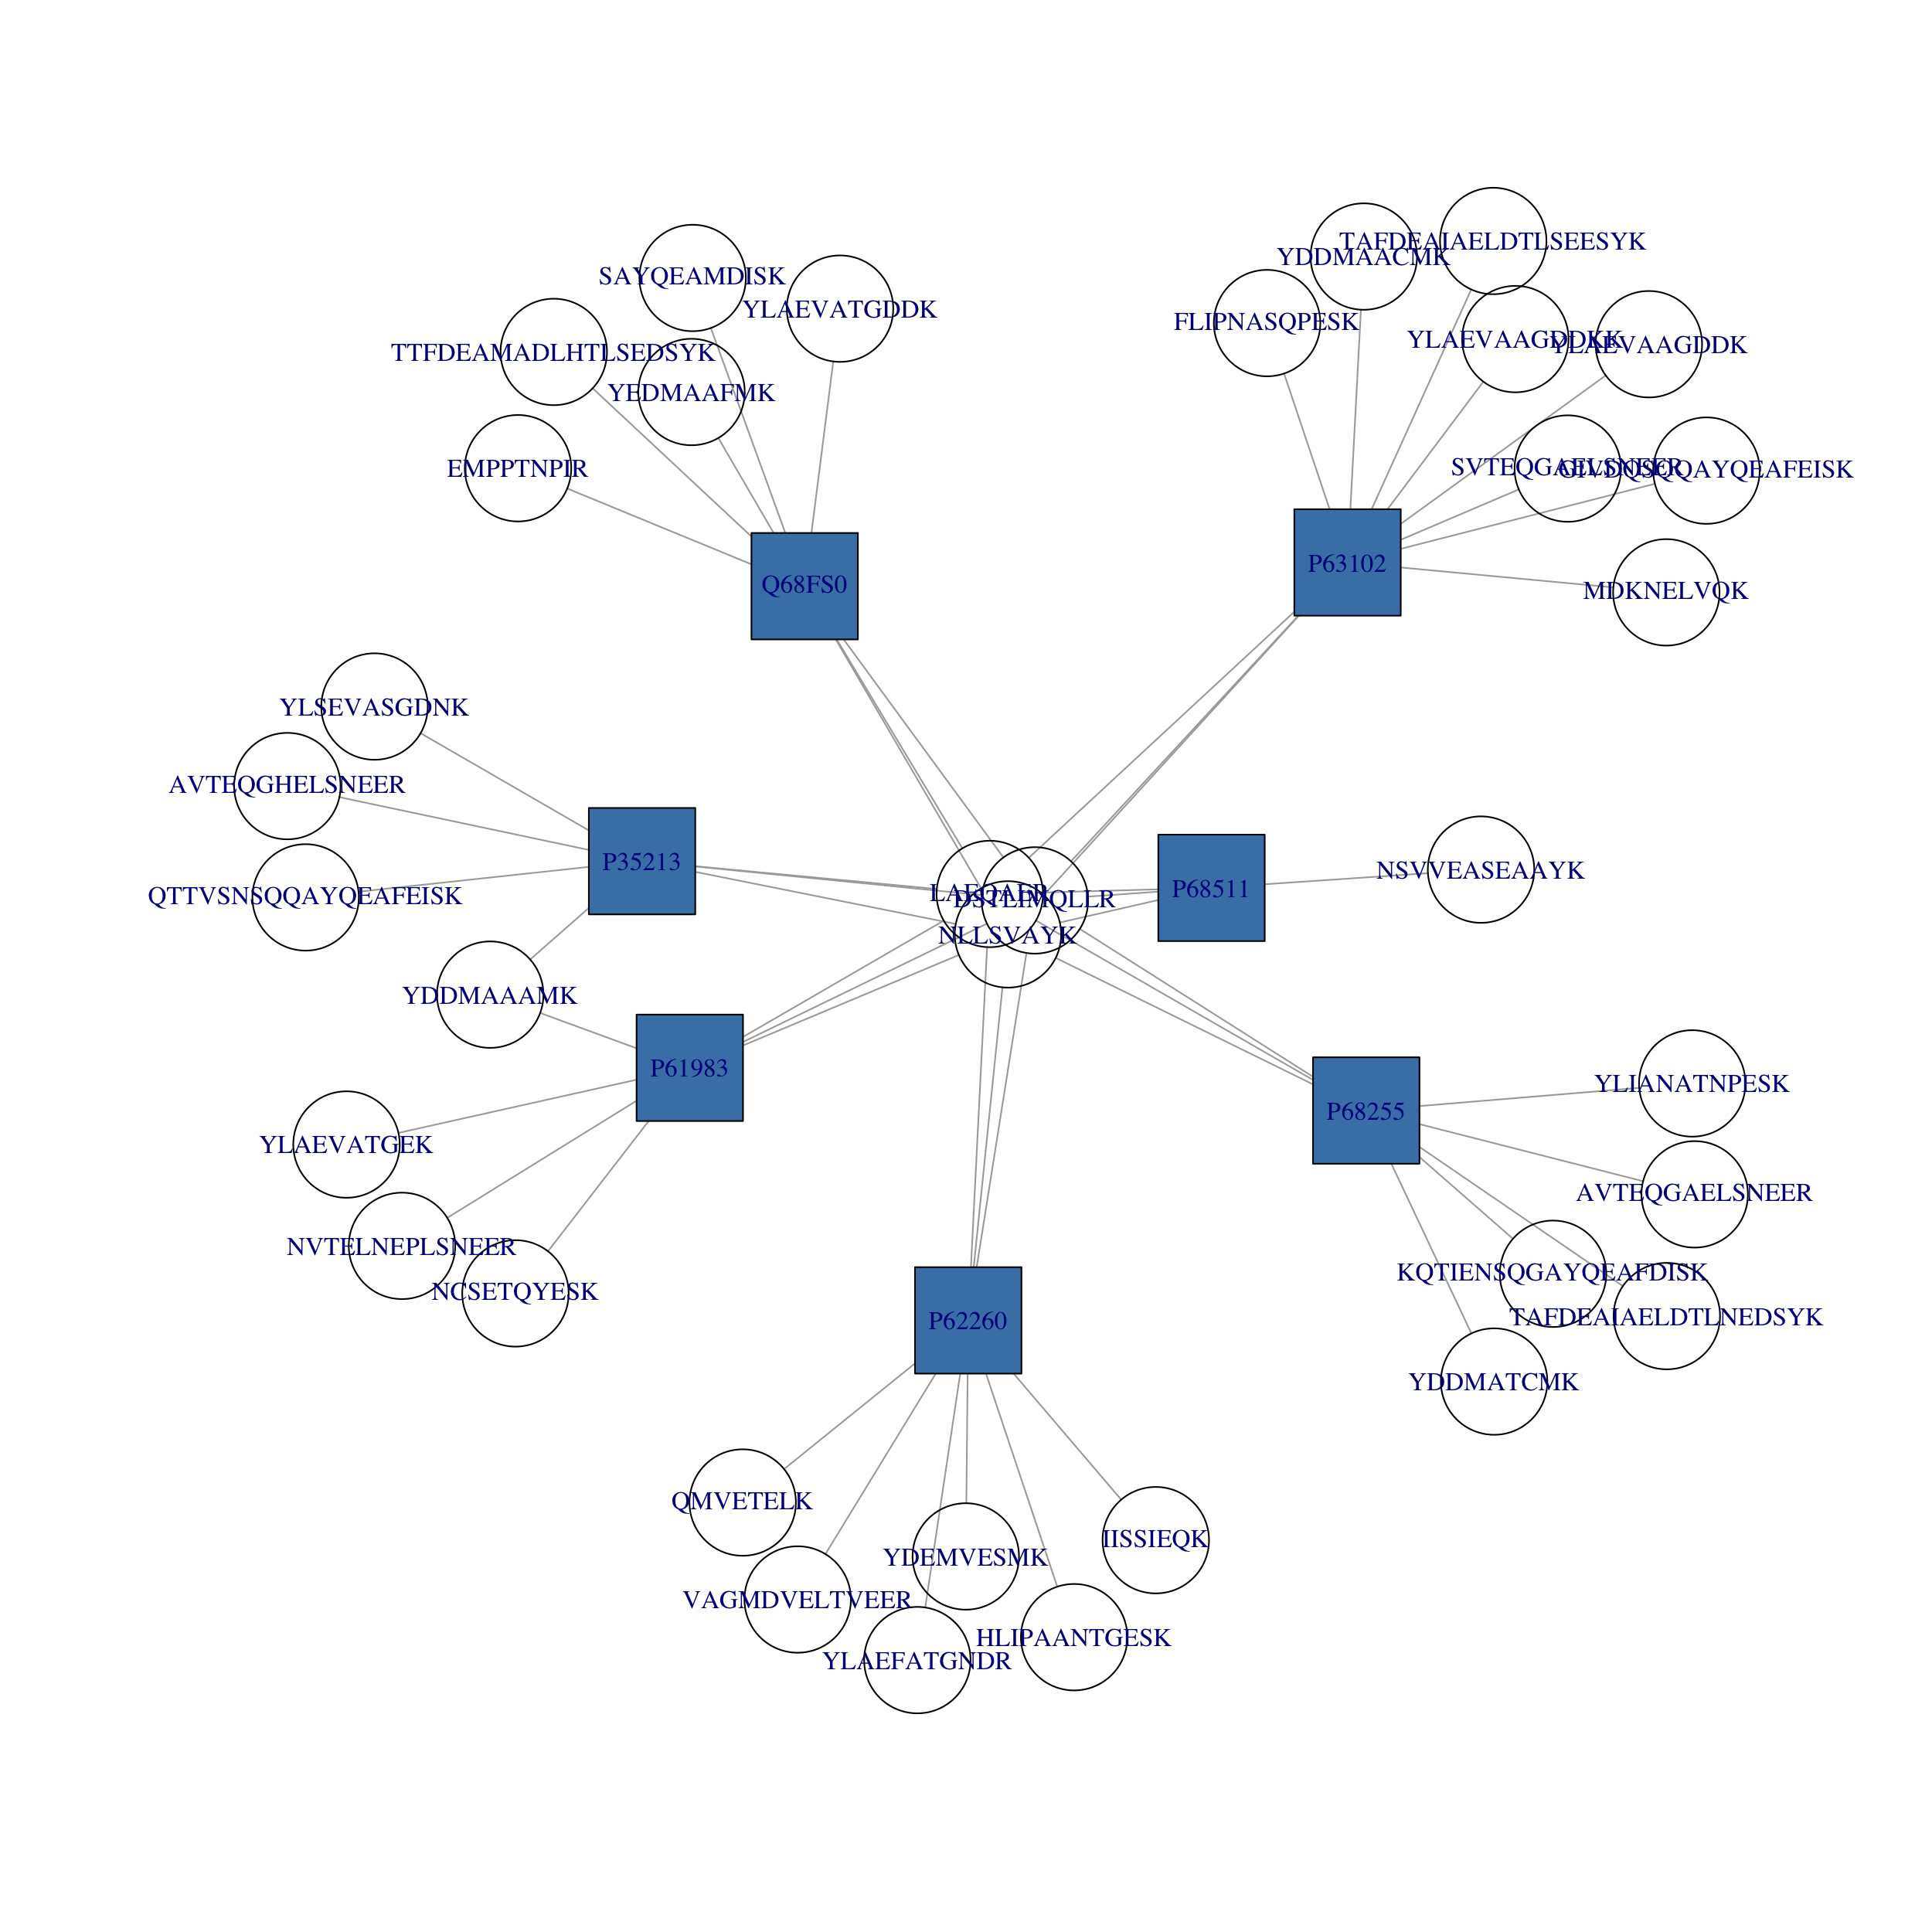 TAFDEAIAELDTLSEESYK
YDDMAACMK
SAYQEAMDISK
YLAEVATGDDK
FLIPNASQPESK
YLAEVAAGDDKK
YLAEVAAGDDK
TTFDEAMADLHTLSEDSYK
YEDMAAFMK
EMPPTNPIR
SVTEQGAELSNEER
GIVDQSQQAYQEAFEISK
P63102
Q68FS0
MDKNELVQK
YLSEVASGDNK
AVTEQGHELSNEER
P35213
NSVVEASEAAYK
P68511
QTTVSNSQQAYQEAFEISK
LAEQAER
DSTLIMQLLR
NLLSVAYK
YDDMAAAMK
P61983
YLIANATNPESK
P68255
YLAEVATGEK
AVTEQGAELSNEER
NVTELNEPLSNEER
KQTIENSQGAYQEAFDISK
NCSETQYESK
TAFDEAIAELDTLNEDSYK
P62260
YDDMATCMK
QMVETELK
IISSIEQK
YDEMVESMK
VAGMDVELTVEER
HLIPAANTGESK
YLAEFATGNDR